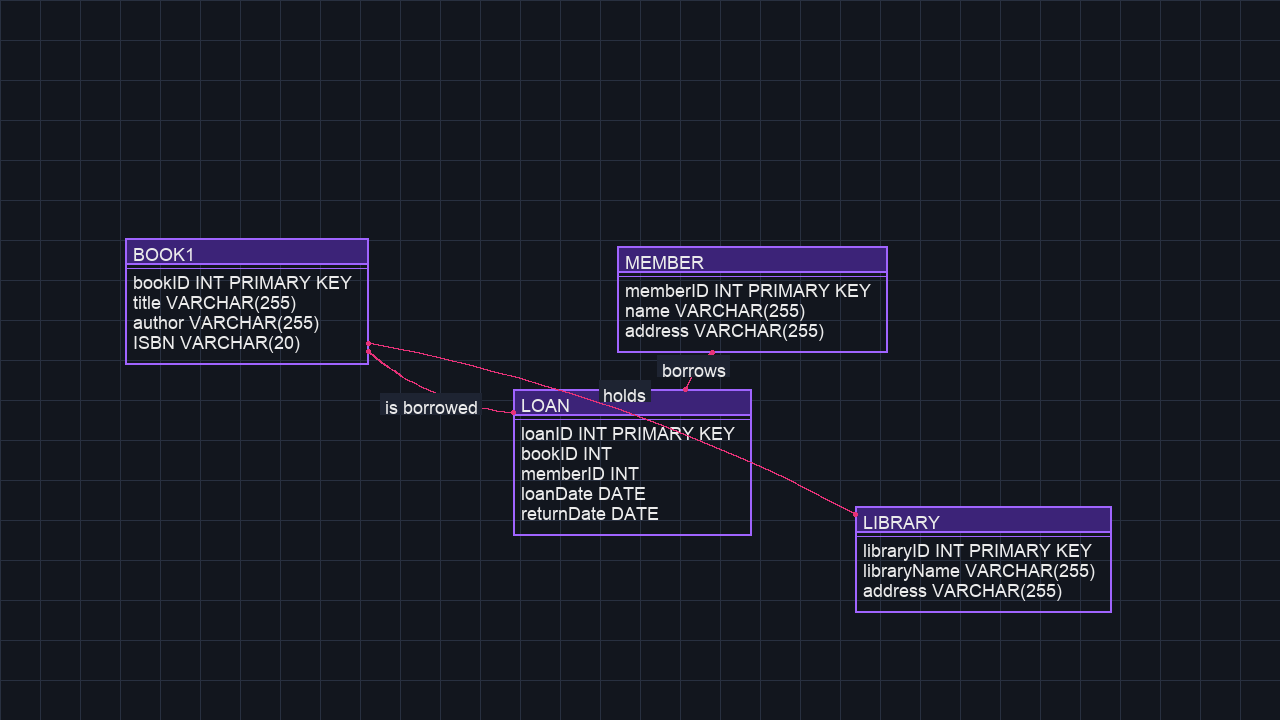 BOOK1
bookID INT PRIMARY KEY
title VARCHAR(255)
author VARCHAR(255)
ISBN VARCHAR(20)
MEMBER
memberID INT PRIMARY KEY
name VARCHAR(255)
address VARCHAR(255)
borrows
holds
is borrowed
LOAN
loanID INT PRIMARY KEY
bookID INT
memberID INT
loanDate DATE
returnDate DATE
LIBRARY
libraryID INT PRIMARY KEY
libraryName VARCHAR(255)
address VARCHAR(255)